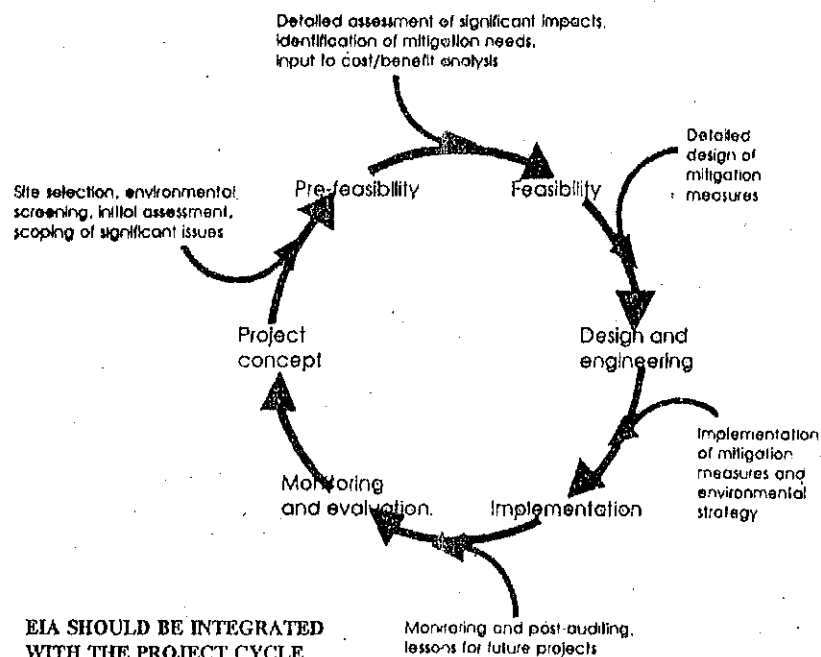 Detailed assessment of significant impacts,
identification of mitigation needs,
input to cost/benefit analysis
Detailed
design of
mitigation
measures
Pre-feasibility
Feasibility
Site selection, environmental
screening, initial assessment,
scoping of significant issues
Project
concept
Design and
engineering
Implementation
of mitigation
measures and
environmental
strategy
Monitoring
and evaluation.
Implementation
Monitoring and post-auditing,
lessons for future projects
EIA SHOULD BE INTEGRATED
WITH THE PROJECT CYCLE